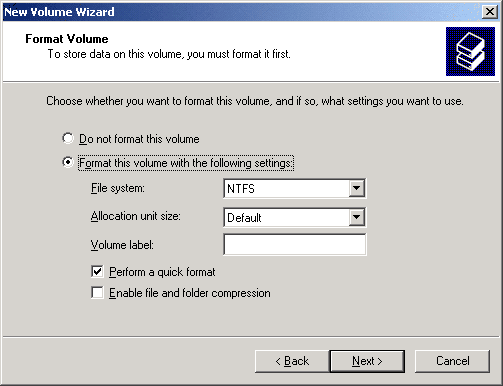 New Volume Wizard
Format Volume
To store data on this volume, you must format it first.
Choose whether you want to format this volume, and if so, what settings you want to use.
Do not format this volume
Format this volume with the following settings:
File system: NTFS
Allocation unit size: Default
Volume label:
Perform a quick format
Enable file and folder compression
< Back Next > Cancel